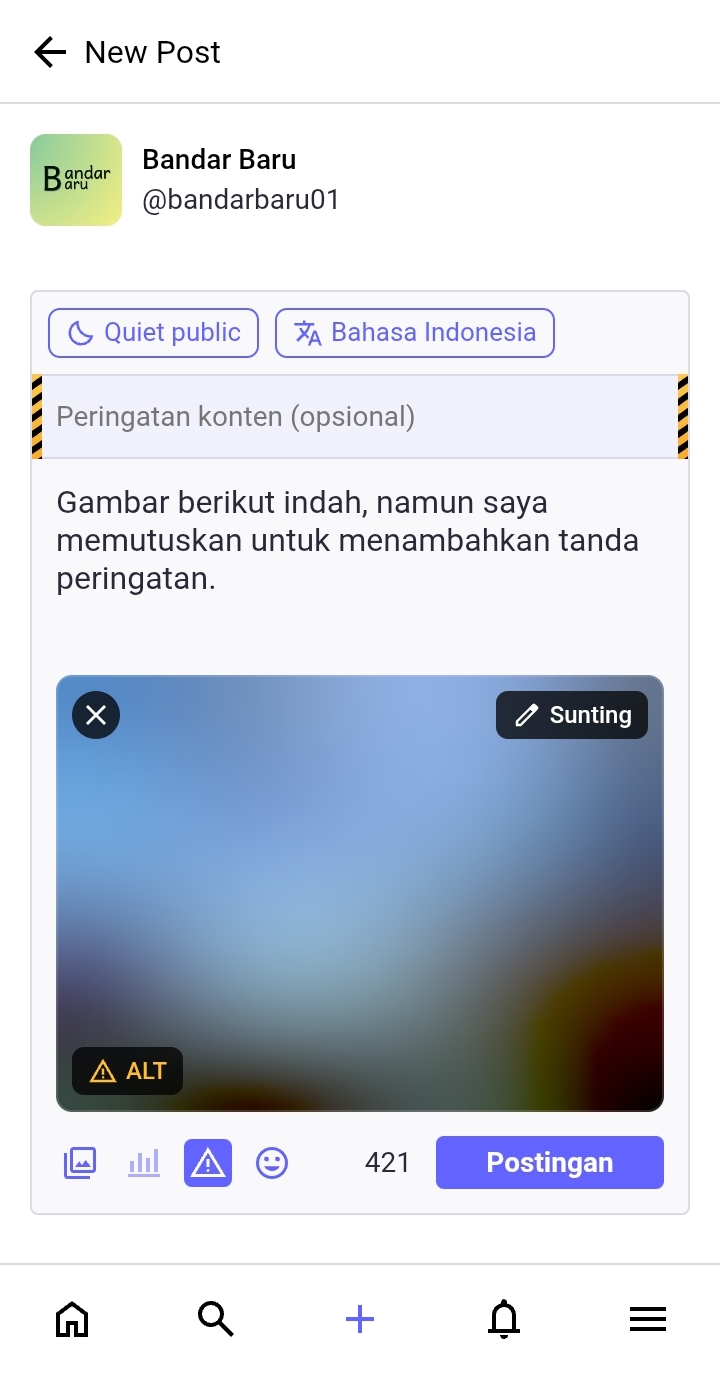 New Post
Bandar
Baru
Bandar Baru
@bandarbaru01
Quiet public
Bahasa Indonesia
Peringatan konten (opsional)
Gambar berikut indah, namun saya
memutuskan untuk menambahkan tanda
peringatan.
Sunting
ALT
421
Postingan